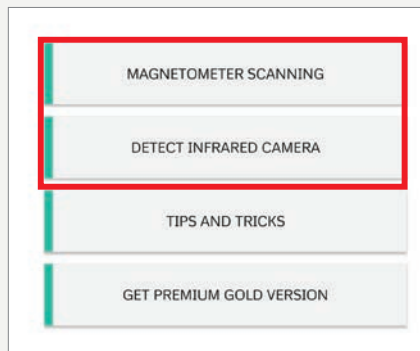 MAGNETOMETER SCANNING
DETECT INFRARED CAMERA
TIPS AND TRICKS
GET PREMIUM GOLD VERSION